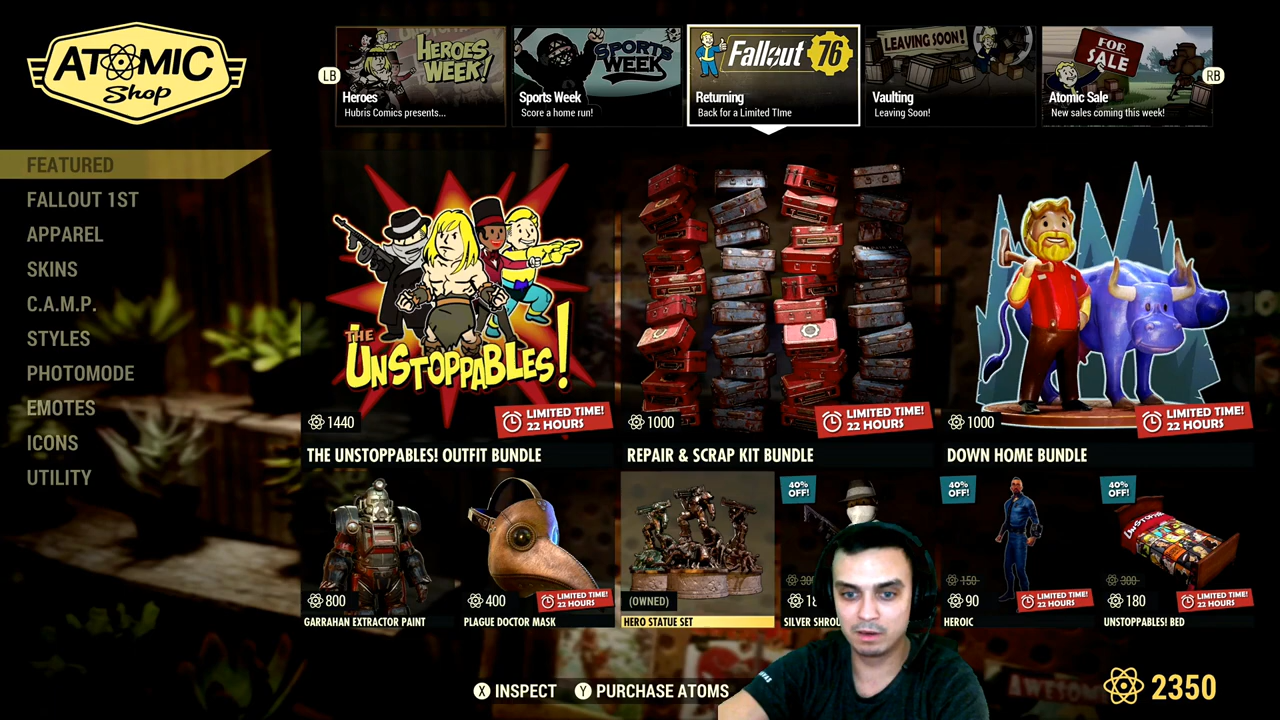 ATOMIC
Shop
LB
HEROES
WEEK!
Heroes
Hubris Comics presents...
SPORTS
WEEK
Sports Week
Score a home run!
Fallout 76
Returning
Back for a Limited Time
LEAVING SOON!
Vaulting
Leaving Soon!
FOR
SALE
Atomic Sale
New sales coming this week!
RB
FEATURED
FALLOUT 1ST
APPAREL
SKINS
C.A.M.P.
STYLES
PHOTOMODE
EMOTES
ICONS
UTILITY
THE
UNSTOPPABLES!
1440
LIMITED TIME!
22 HOURS
THE UNSTOPPABLES! OUTFIT BUNDLE
1000
LIMITED TIME!
22 HOURS
REPAIR & SCRAP KIT BUNDLE
1000
LIMITED TIME!
22 HOURS
DOWN HOME BUNDLE
800
GARRAHAN EXTRACTOR PAINT
400
LIMITED TIME!
22 HOURS
PLAGUE DOCTOR MASK
(OWNED)
HERO STATUE SET
40%
OFF!
SILVER
40%
OFF!
150
90
LIMITED TIME!
22 HOURS
HEROIC
40%
OFF!
300
180
LIMITED TIME!
22 HOURS
UNSTOPPABLES! BED
X INSPECT
Y PURCHASE ATOMS
2350